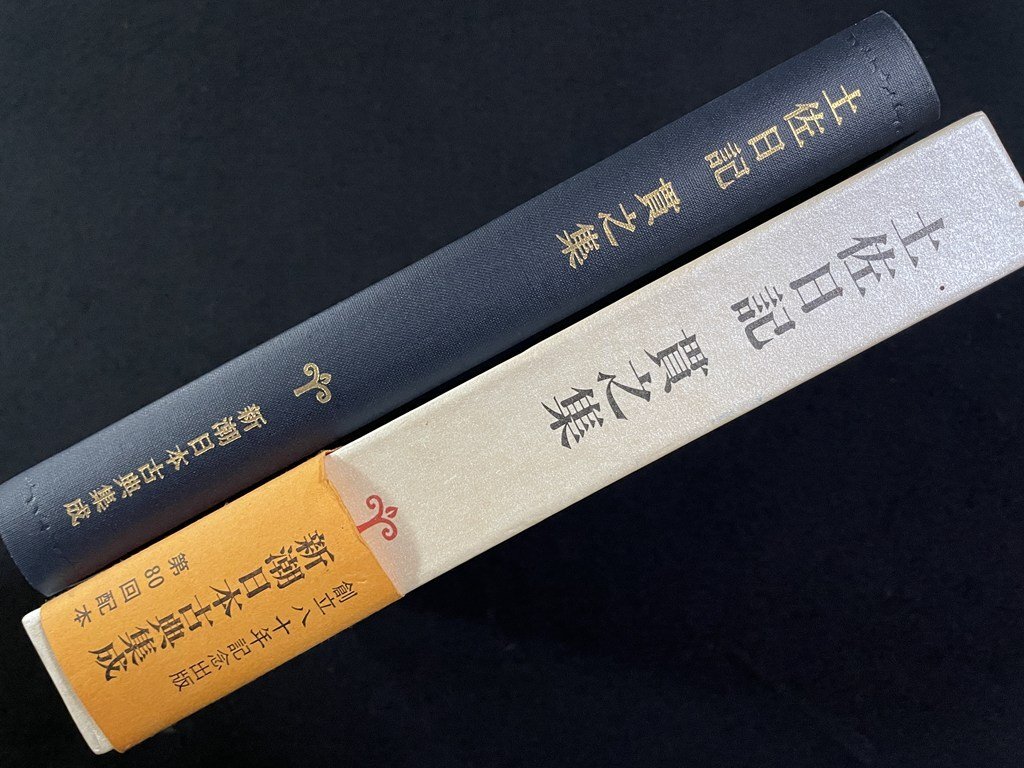 土佐日記 貫之集
新潮日本古典集成
土佐日記 貫之集
創立八十年記念出版
新潮日本古典集成
第80回配本